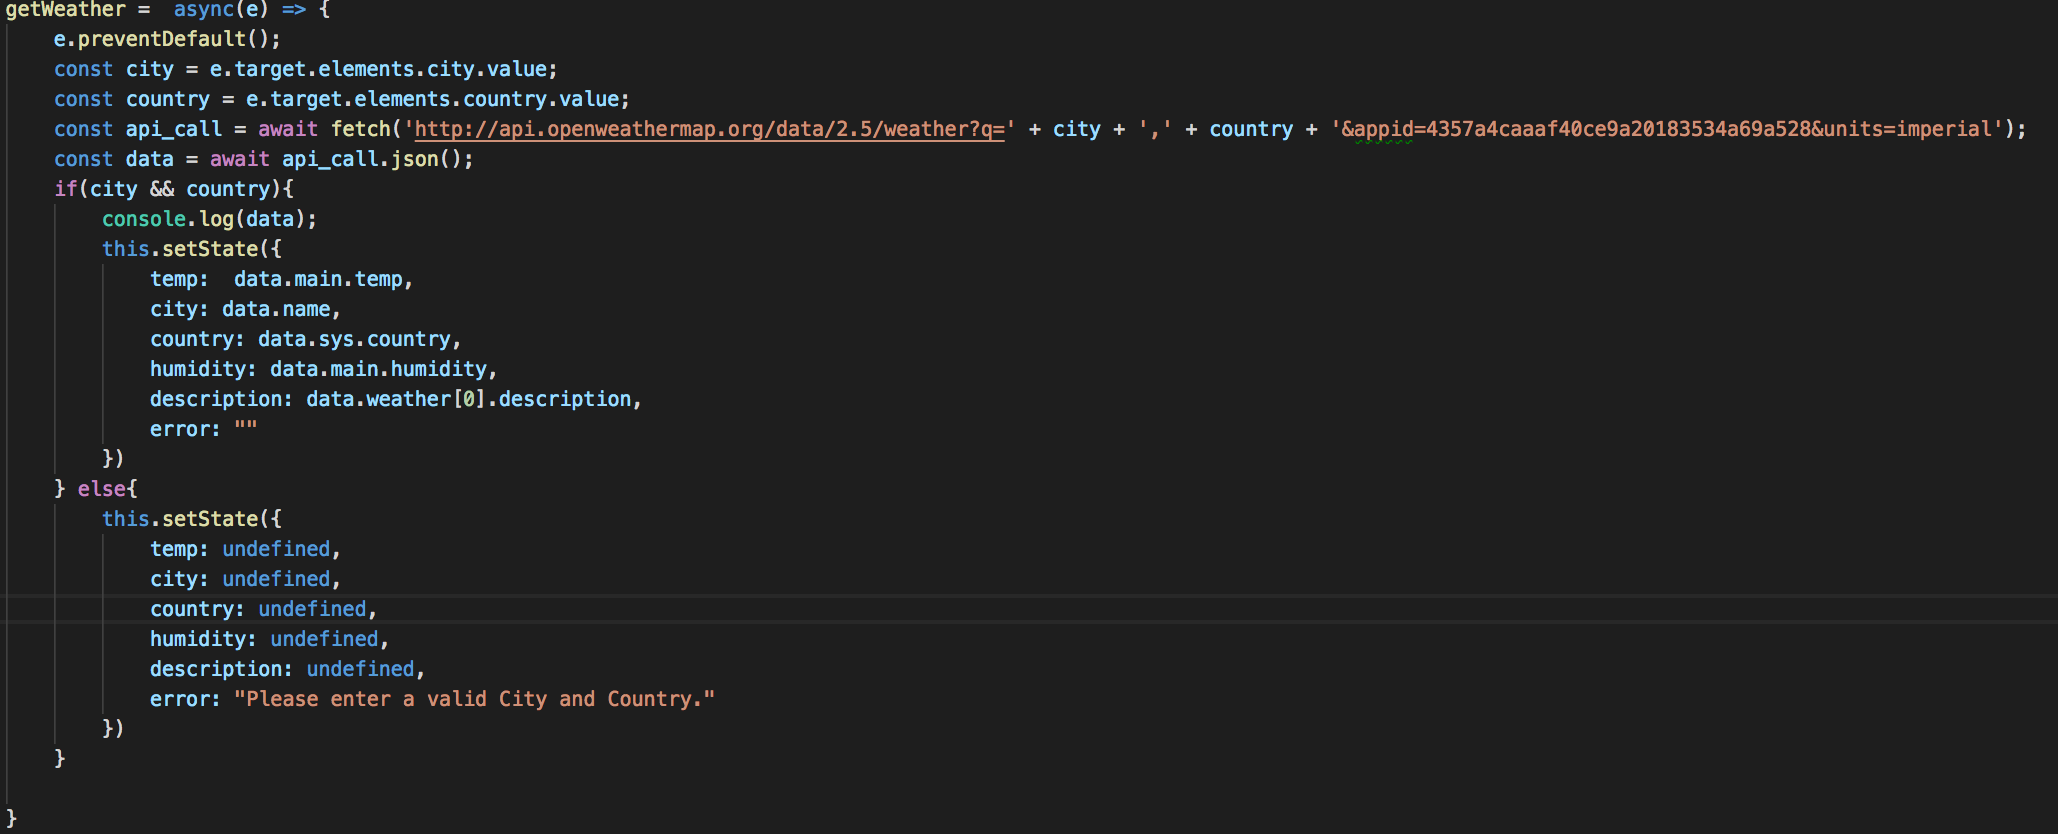 getWeather =  async(e) => {
    e.preventDefault();
    const city = e.target.elements.city.value;
    const country = e.target.elements.country.value;
    const api_call = await fetch('http://api.openweathermap.org/data/2.5/weather?q=' + city + ',' + country + '&appid=4357a4caaaf40ce9a20183534a69a528&units=imperial');
    const data = await api_call.json();
    if(city && country){
        console.log(data);
        this.setState({
            temp:  data.main.temp,
            city: data.name,
            country: data.sys.country,
            humidity: data.main.humidity,
            description: data.weather[0].description,
            error: ""
        })
    } else{
        this.setState({
            temp: undefined,
            city: undefined,
            country: undefined,
            humidity: undefined,
            description: undefined,
            error: "Please enter a valid City and Country."
        })
    }
}